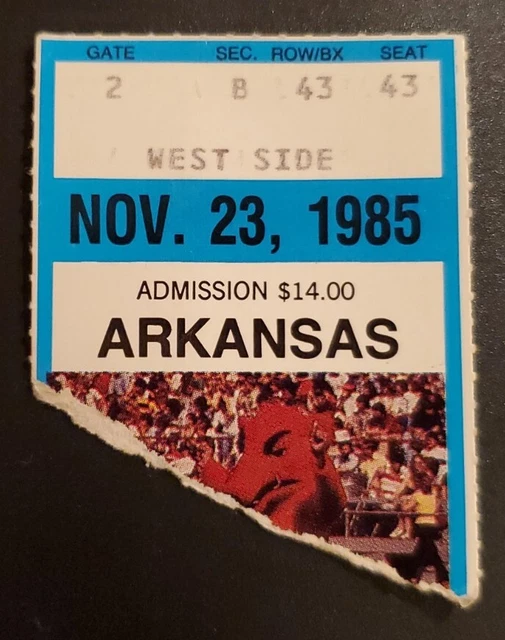 GATE SEC. ROW/BX SEAT
2 B 43 43
WEST SIDE
NOV. 23, 1985
ADMISSION $14.00
ARKANSAS